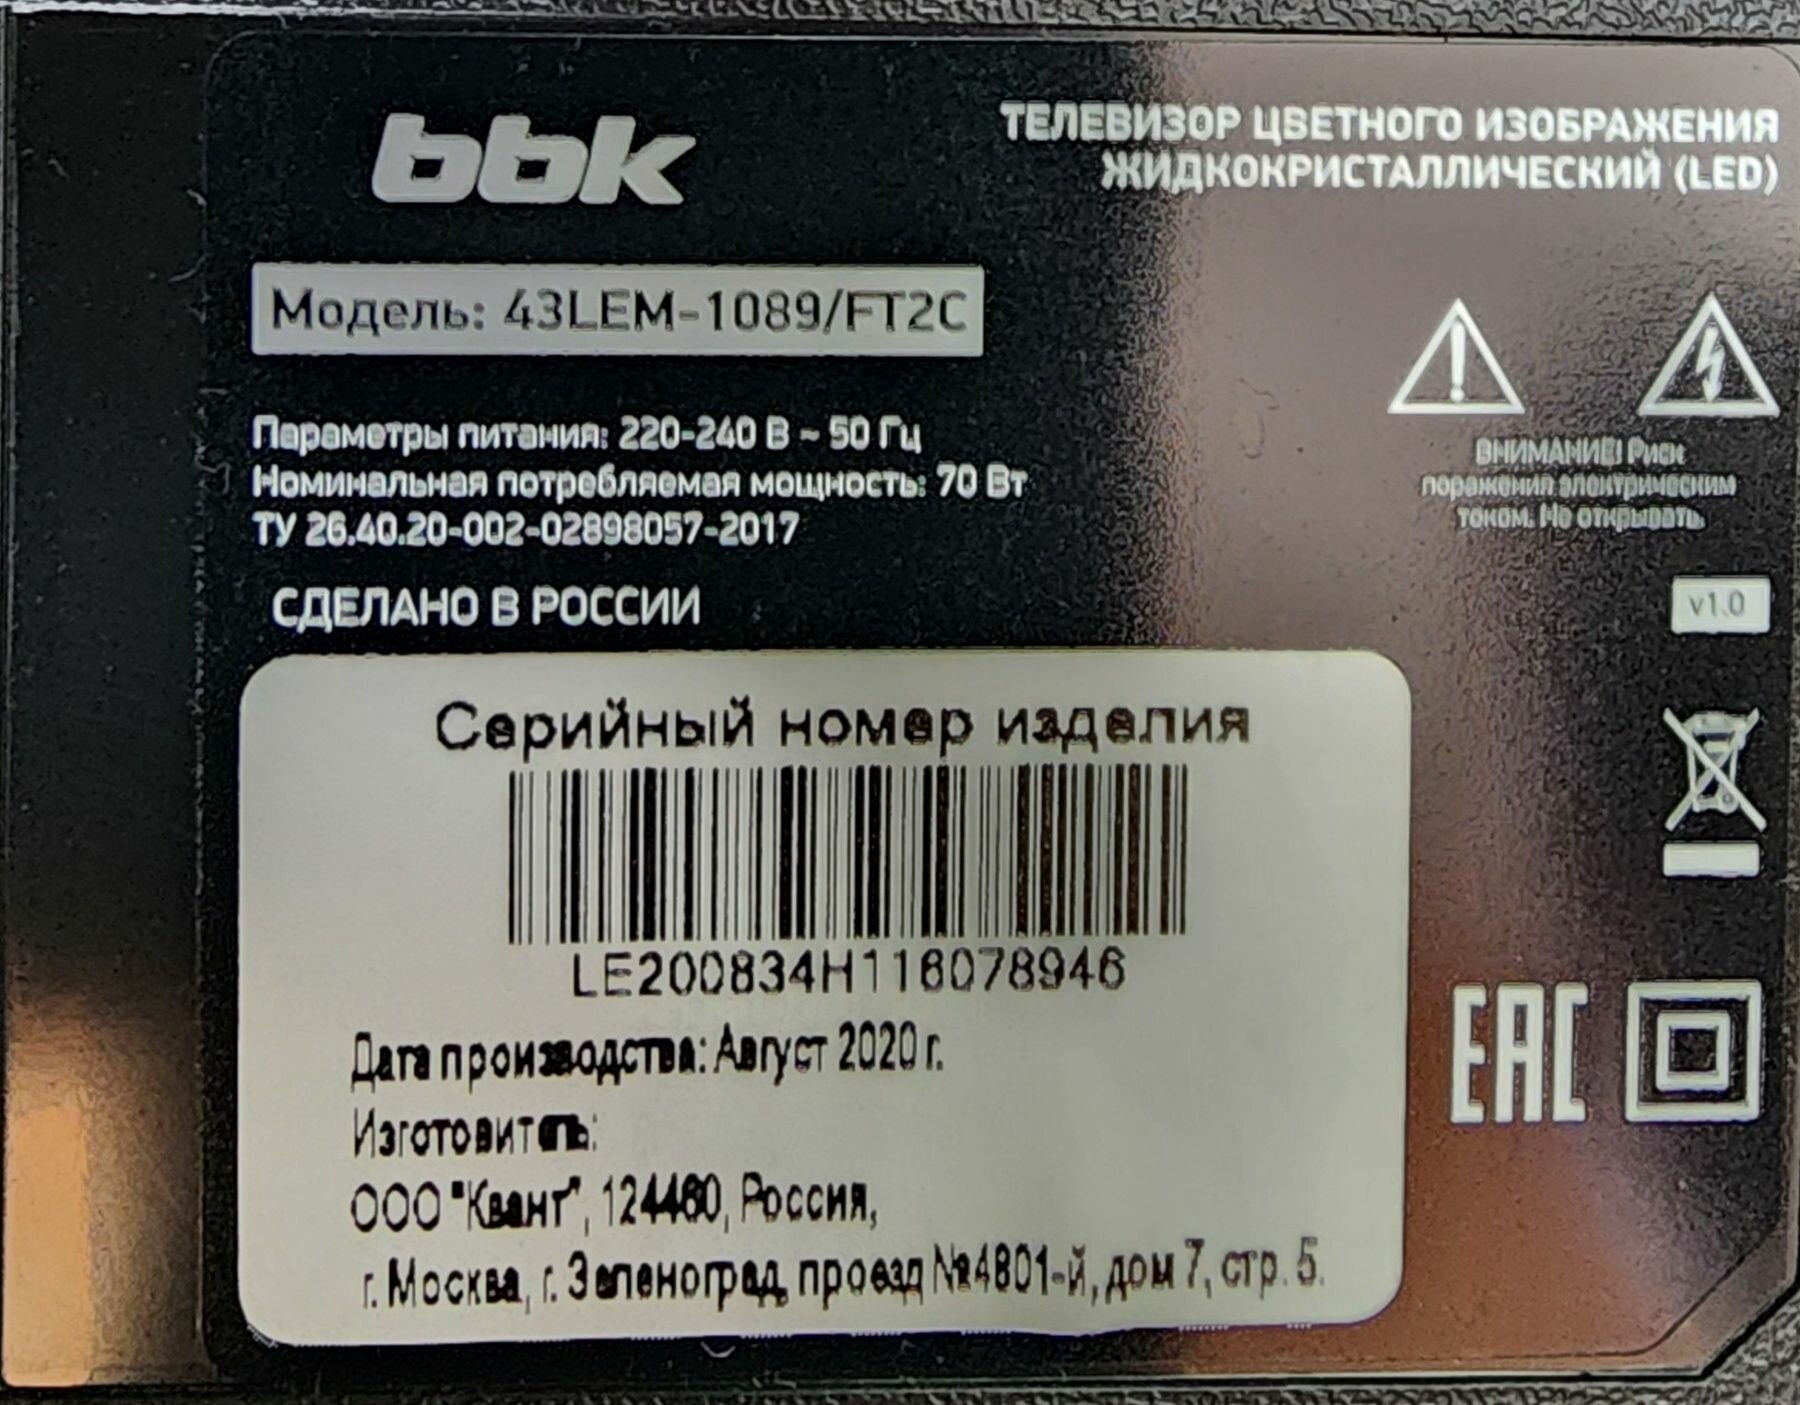 bbk
ТЕЛЕВИЗОР ЦВЕТНОГО ИЗОБРАЖЕНИЯ
ЖИДКОКРИСТАЛЛИЧЕСКИЙ (LED)
Модель: 43LEM-1089/FT2C
Параметры питания: 220-240 В ~ 50 Гц
Номинальная потребляемая мощность: 70 Вт
ТУ 26.40.20-002-02898057-2017
СДЕЛАНО В РОССИИ
ВНИМАНИЕ! Риск
поражения электрическим
током. Не открывать.
v1.0
Серийный номер изделия
LE200834H116078946
Дата производства: Август 2020 г.
Изготовитель:
ООО "Квант", 124460, Россия,
г. Москва, г. Зеленоград, проезд №4801-й, дом 7, стр. 5.
EAC